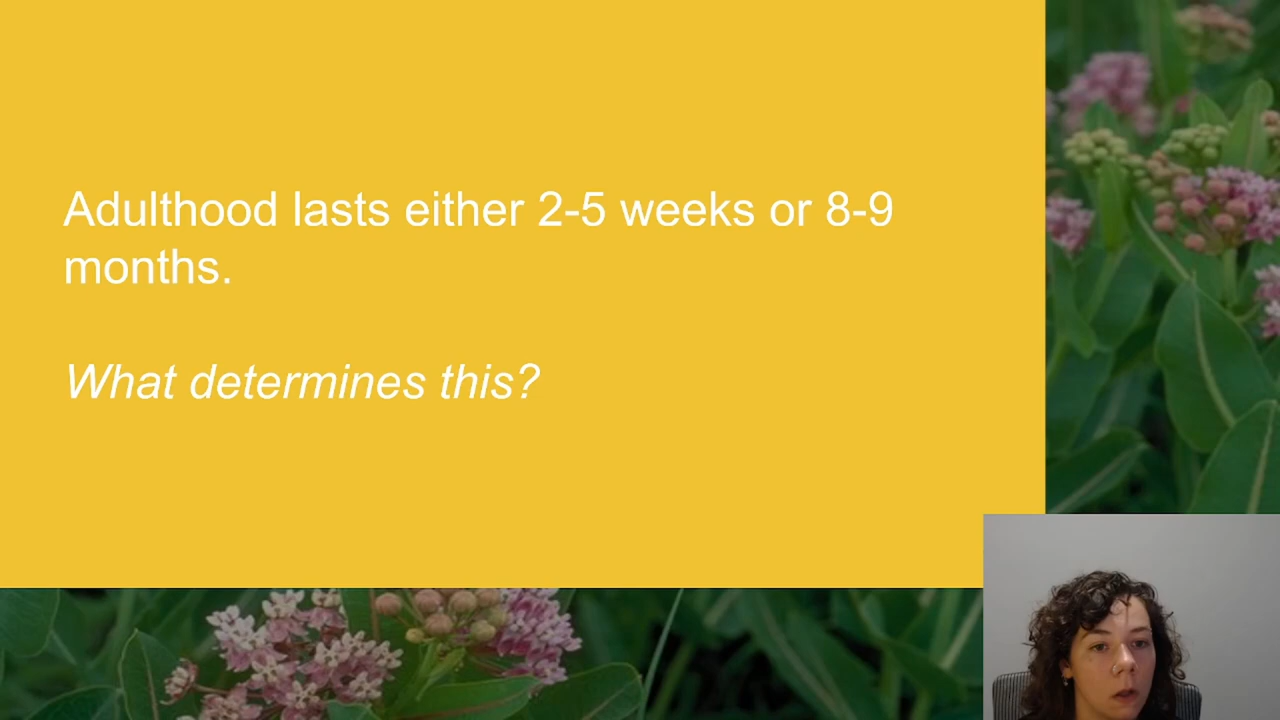 Adulthood lasts either 2-5 weeks or 8-9
months.
What determines this?